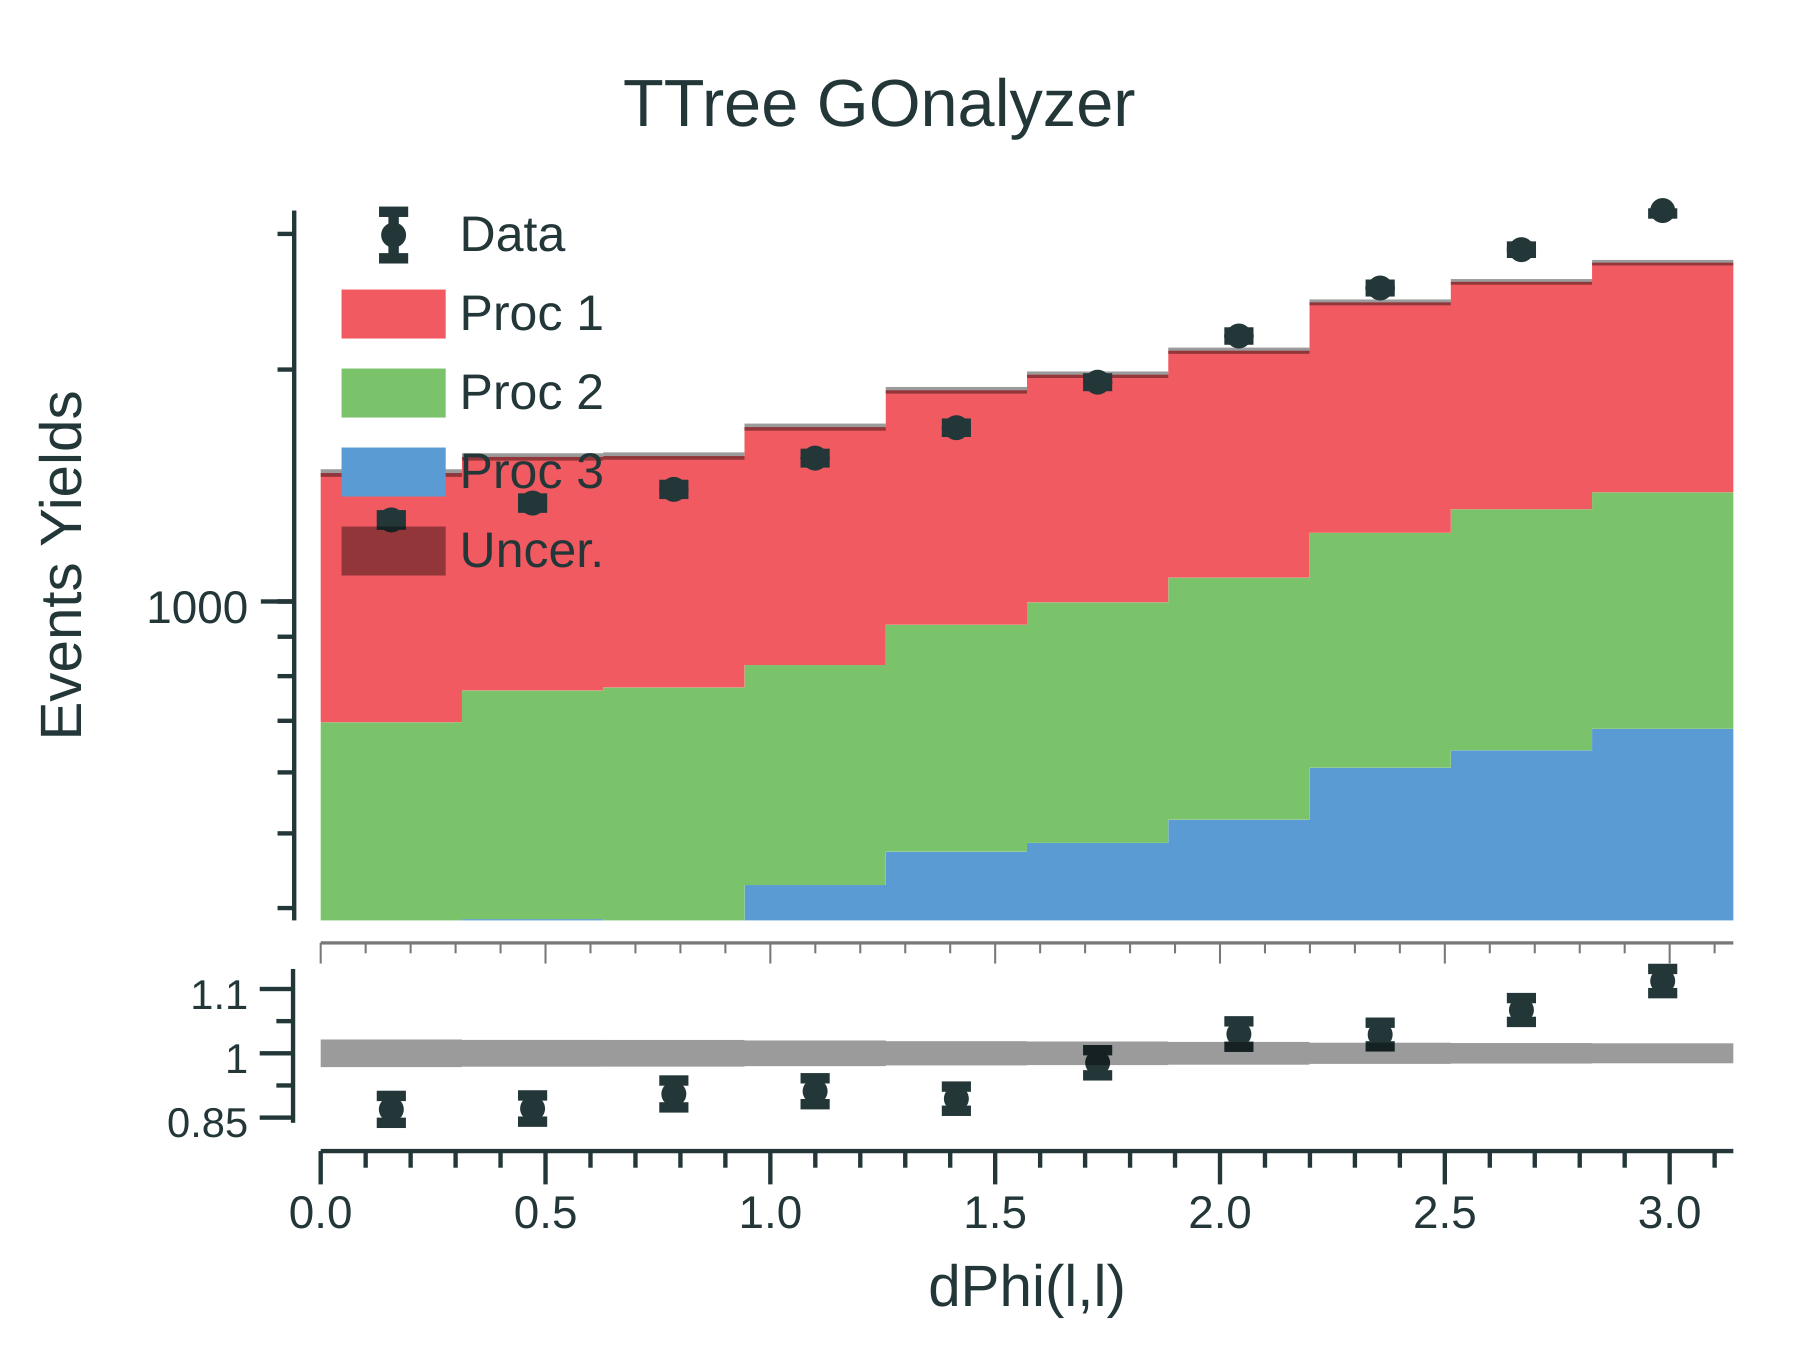 TTree GOnalyzer
Data
Proc 1
Proc 2
Proc 3
Uncer.
Events Yields
1000
1.1
1
0.85
0.0 0.5 1.0 1.5 2.0 2.5 3.0
dPhi(l,l)